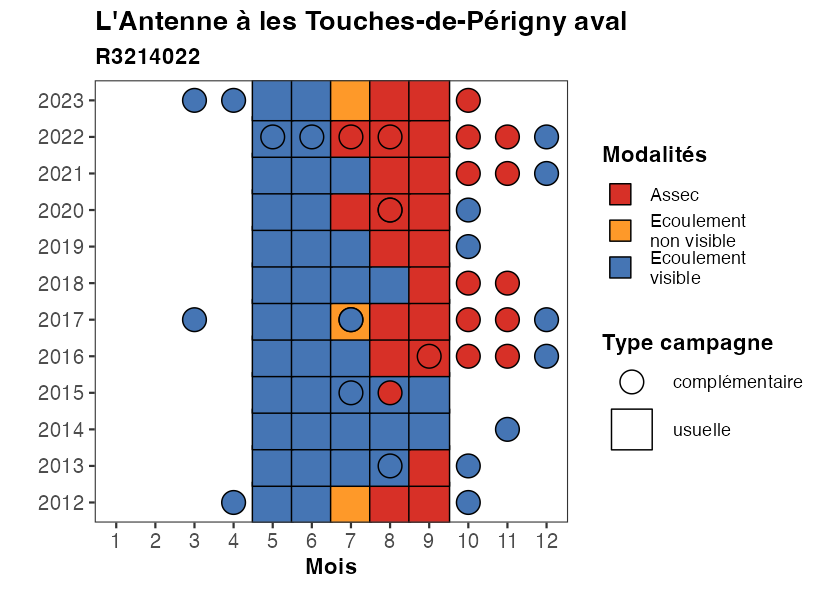 L'Antenne à les Touches-de-Périgny aval
R3214022
2023
2022
2021
2020
2019
2018
2017
2016
2015
2014
2013
2012
1 2 3 4 5 6 7 8 9 10 11 12
Mois
Modalités
Assec
Ecoulement
non visible
Ecoulement
visible
Type campagne
complémentaire
usuelle